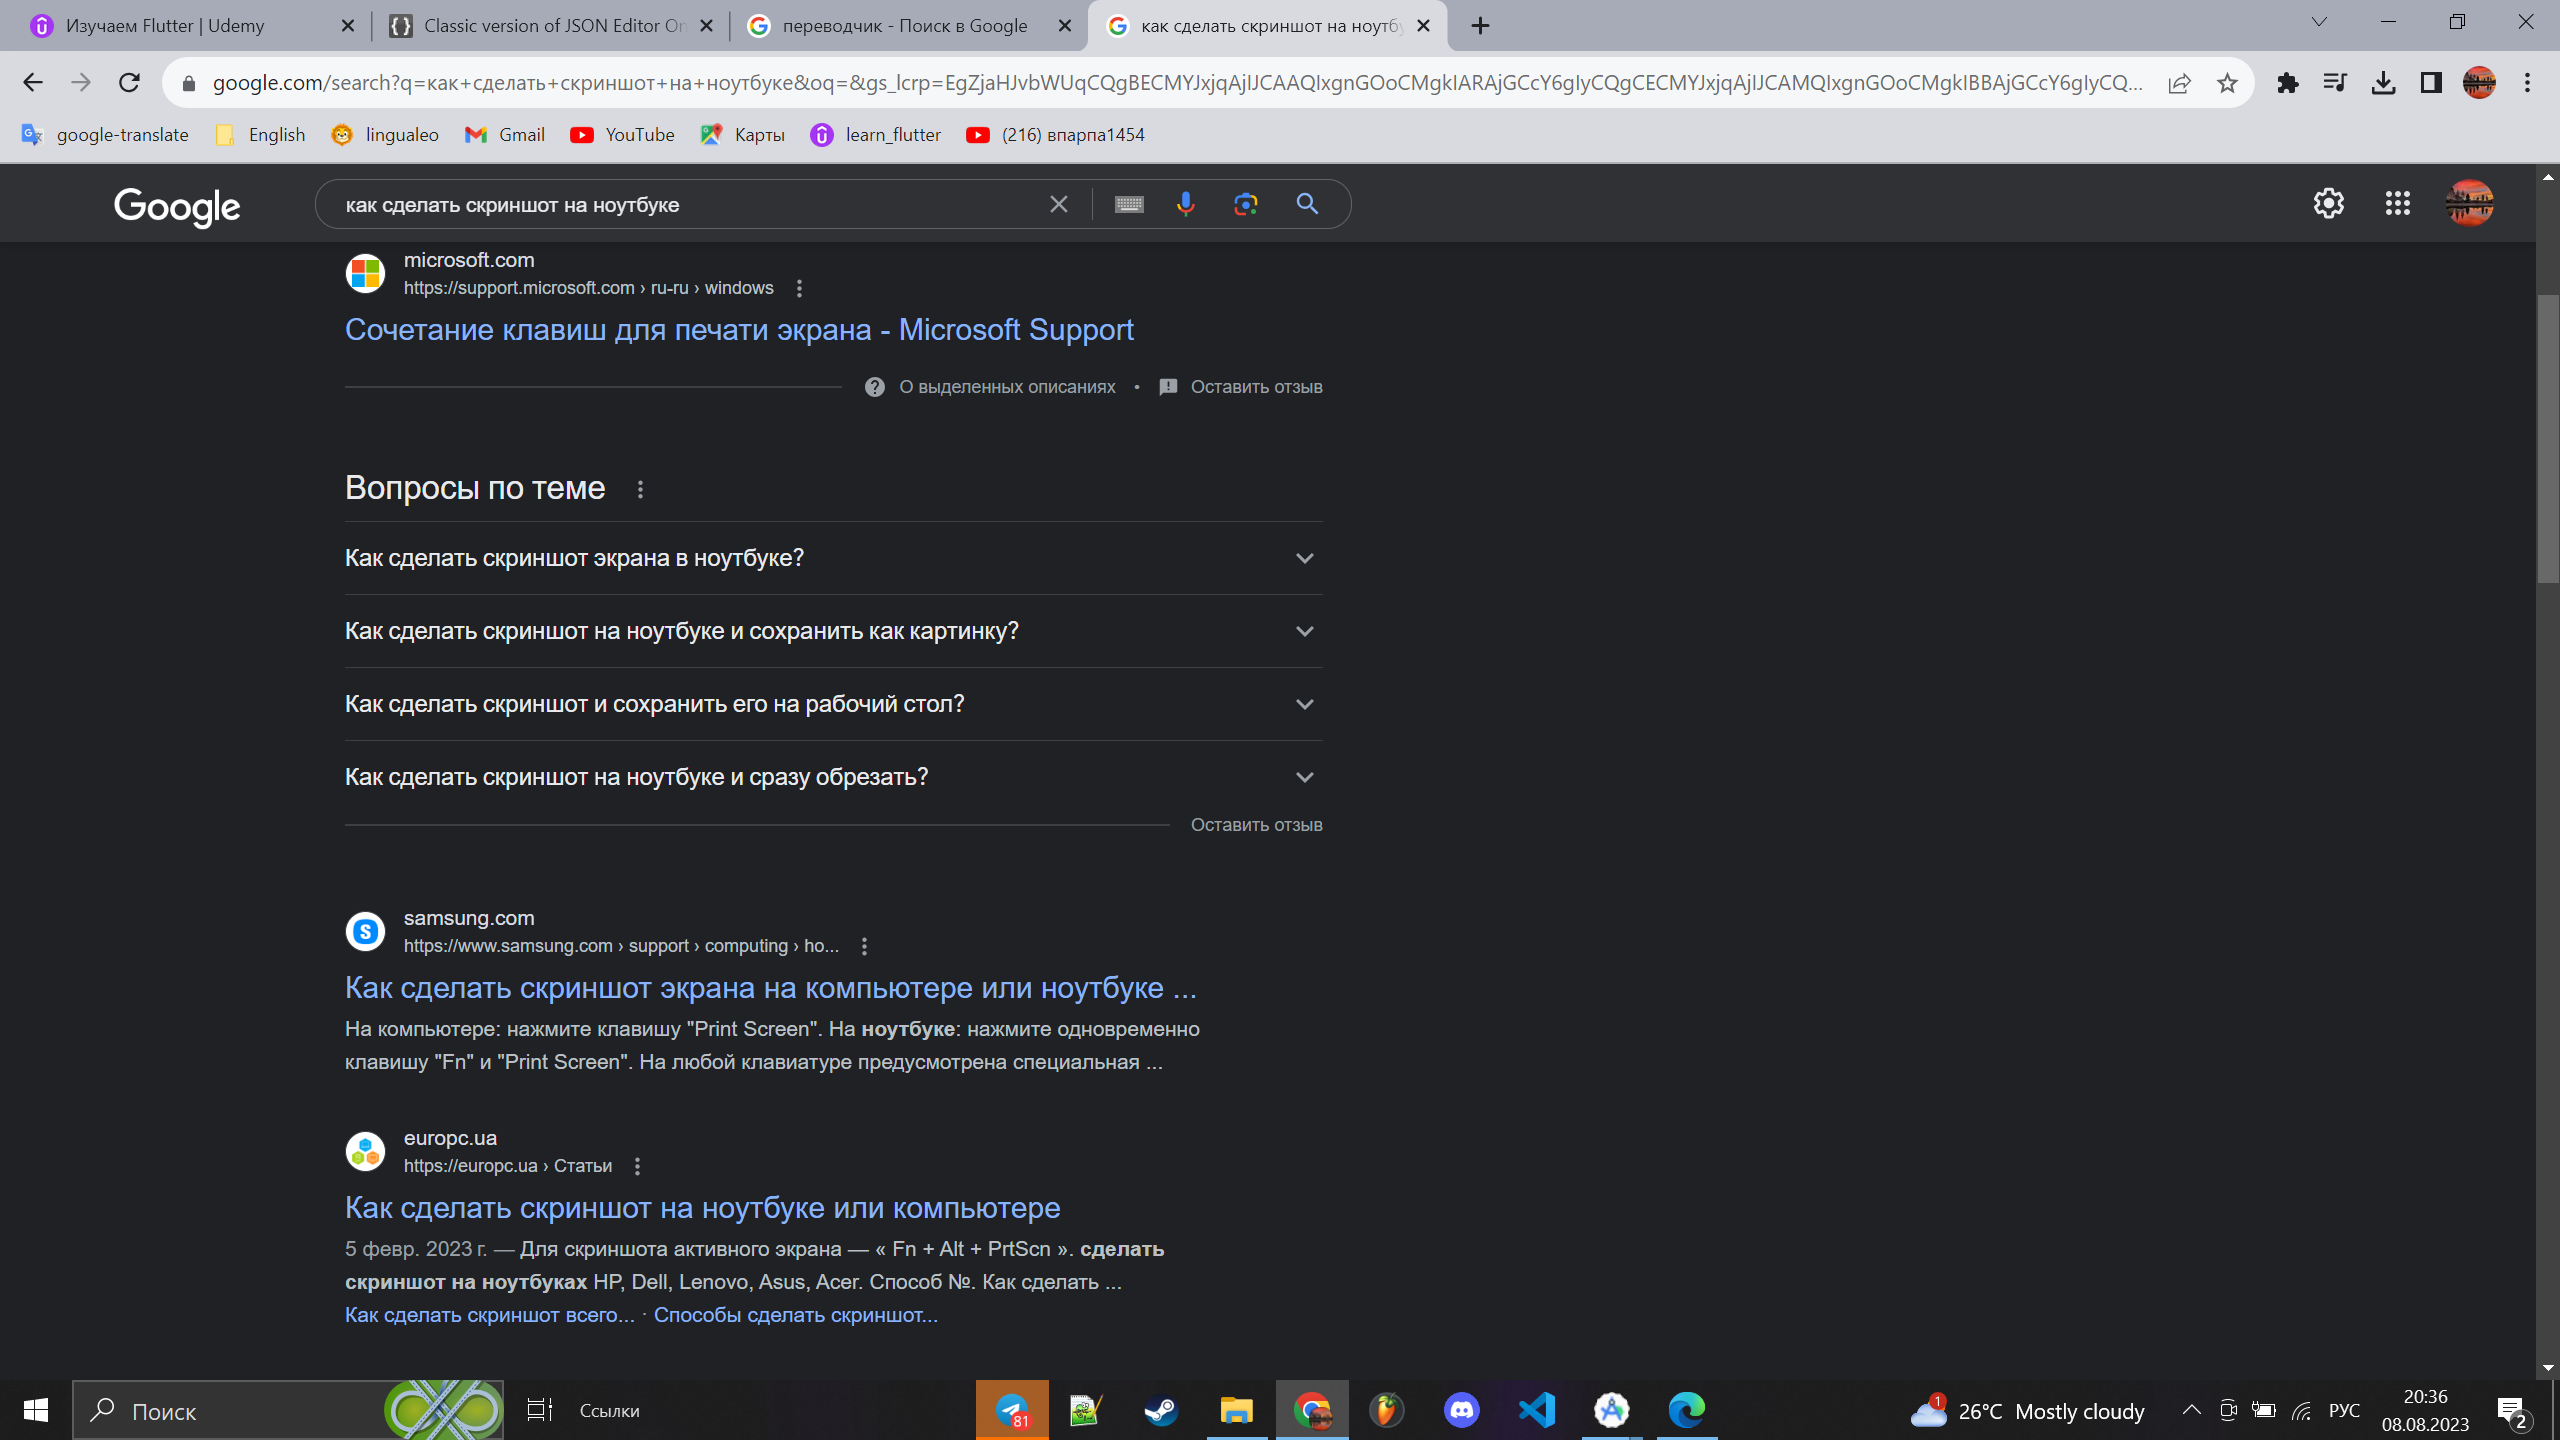 Изучаем Flutter | Udemy
Classic version of JSON Editor On
переводчик - Поиск в Google
как сделать скриншот на ноутбу
google.com/search?q=как+сделать+скриншот+на+ноутбуке&oq=&gs_lcrp=EgZjaHJvbWUqCQgBECMYJxjqAjIJCAAQIxgnGOoCMgkIARAjGCcY6gIyCQgCECMYJxjqAjIJCAMQIxgnGOoCMgkIBBAjGCcY6gIyCQ...
google-translate
English
lingualeo
Gmail
YouTube
Карты
learn_flutter
(216) впарпа1454
Google
как сделать скриншот на ноутбуке
microsoft.com
https://support.microsoft.com › ru-ru › windows
Сочетание клавиш для печати экрана - Microsoft Support
О выделенных описаниях • Оставить отзыв
Вопросы по теме
Как сделать скриншот экрана в ноутбуке?
Как сделать скриншот на ноутбуке и сохранить как картинку?
Как сделать скриншот и сохранить его на рабочий стол?
Как сделать скриншот на ноутбуке и сразу обрезать?
Оставить отзыв
samsung.com
https://www.samsung.com › support › computing › ho...
Как сделать скриншот экрана на компьютере или ноутбуке ...
На компьютере: нажмите клавишу "Print Screen". На ноутбуке: нажмите одновременно
клавишу "Fn" и "Print Screen". На любой клавиатуре предусмотрена специальная ...
europc.ua
https://europc.ua › Статьи
Как сделать скриншот на ноутбуке или компьютере
5 февр. 2023 г. — Для скриншота активного экрана — « Fn + Alt + PrtScn ». сделать
скриншот на ноутбуках HP, Dell, Lenovo, Asus, Acer. Способ №. Как сделать ...
Как сделать скриншот всего... · Способы сделать скриншот...
Поиск
Ссылки
81
1
26°C Mostly cloudy
РУС
20:36
08.08.2023
2